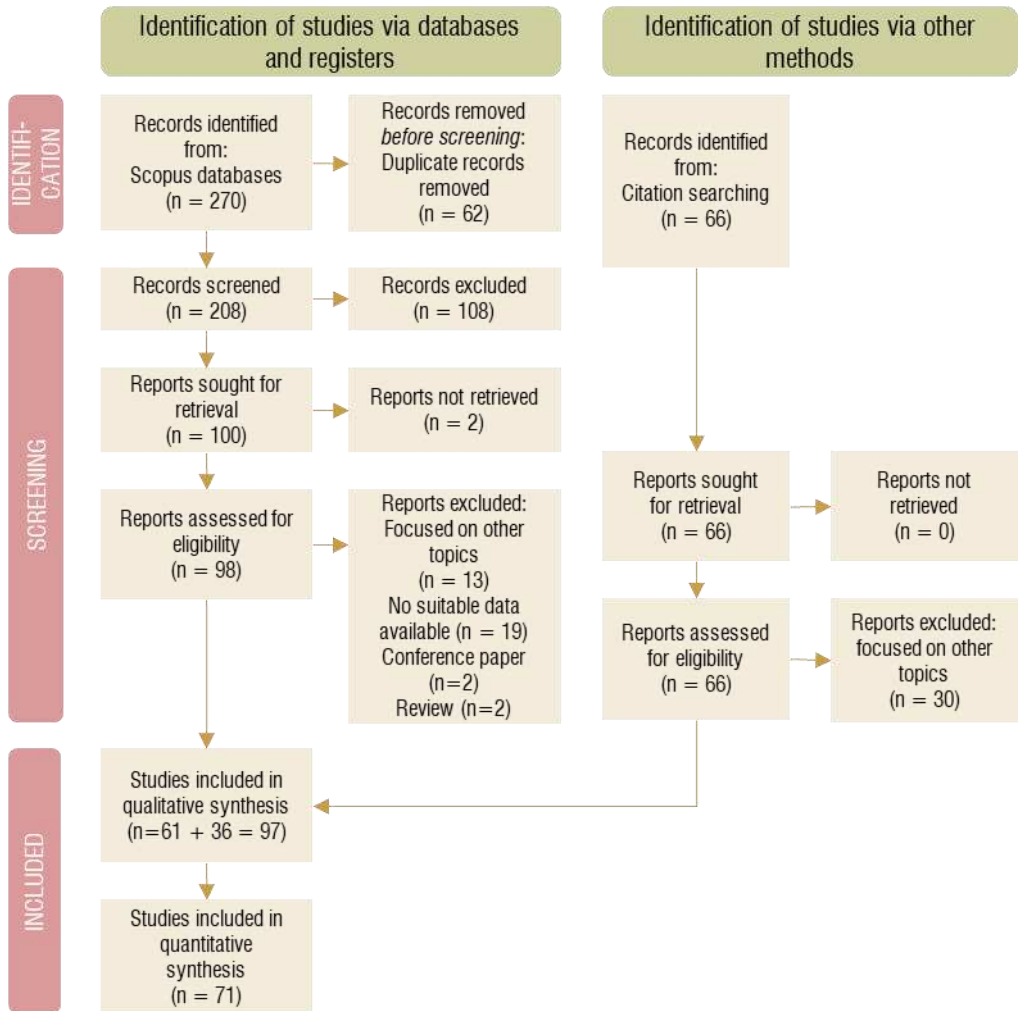 Identification of studies via databases
and registers
Identification of studies via other
methods
IDENTIFI-
CATION
Records identified
from:
Scopus databases
(n = 270)
Records removed
before screening:
Duplicate records
removed
(n = 62)
Records identified
from:
Citation searching
(n = 66)
SCREENING
Records screened
(n = 208)
Records excluded
(n = 108)
Reports sought for
retrieval
(n = 100)
Reports not retrieved
(n = 2)
Reports assessed for
eligibility
(n = 98)
Reports excluded:
Focused on other
topics
(n = 13)
No suitable data
available (n = 19)
Conference paper
(n=2)
Review (n=2)
Reports sought
for retrieval
(n = 66)
Reports not
retrieved
(n = 0)
Reports assessed
for eligibility
(n = 66)
Reports excluded:
focused on other
topics
(n = 30)
INCLUDED
Studies included in
qualitative synthesis
(n=61 + 36 = 97)
Studies included in
quantitative
synthesis
(n = 71)